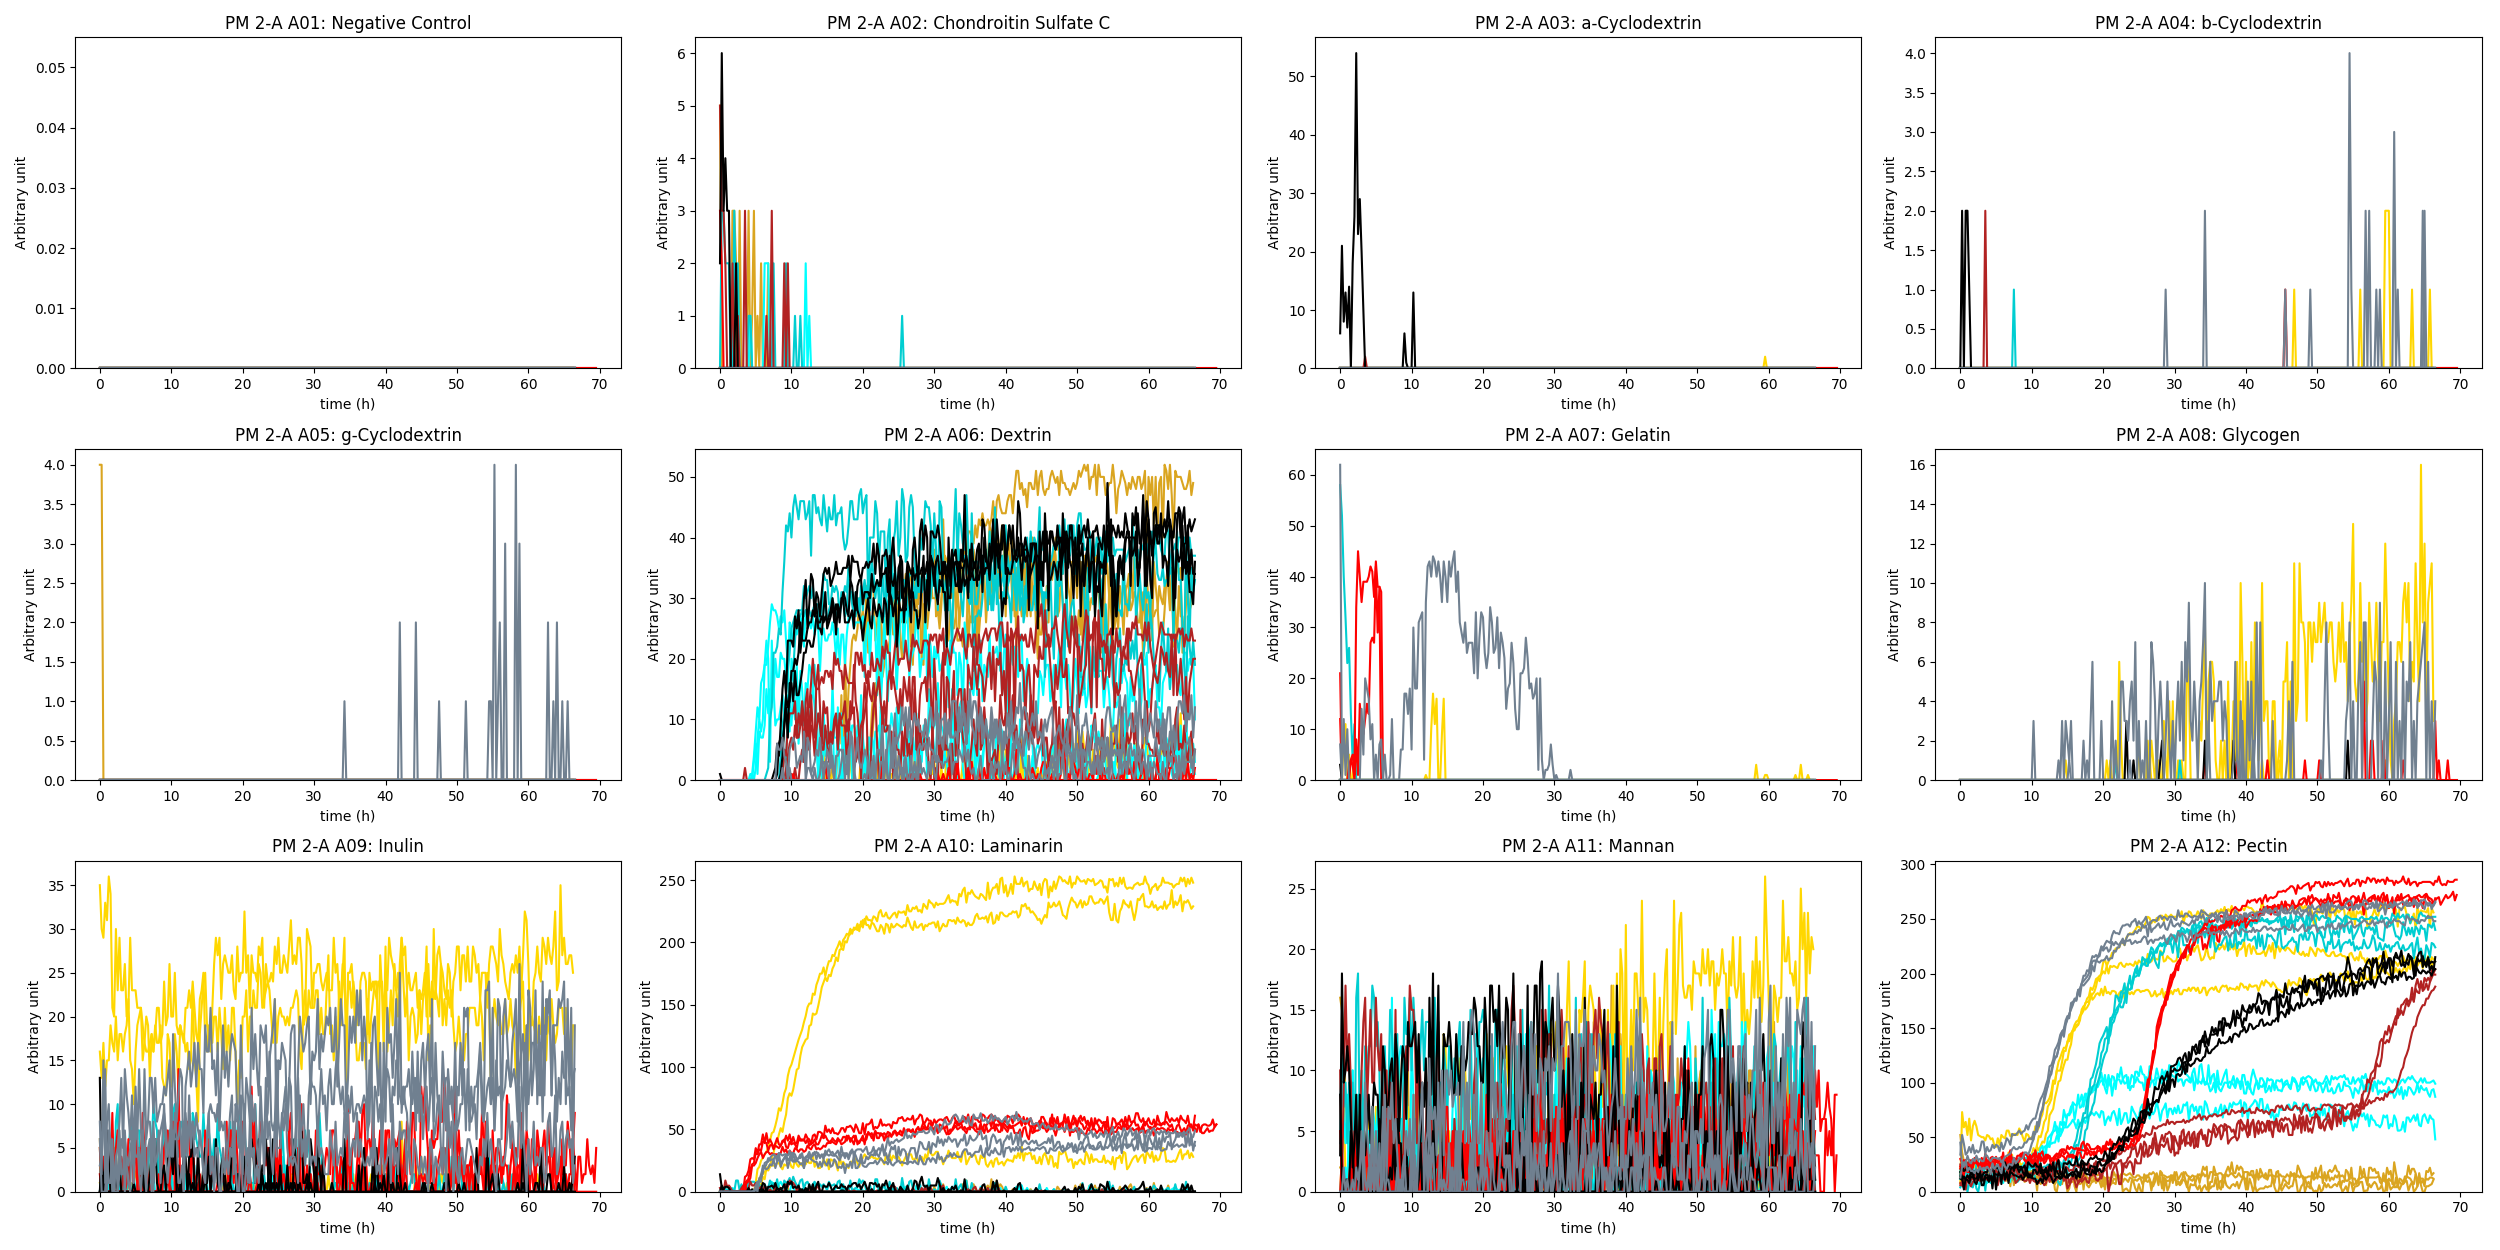 PM 2-A A01: Negative Control
Arbitrary unit
0.05
0.04
0.03
0.02
0.01
0.00
0 10 20 30 40 50 60 70
time (h)
PM 2-A A02: Chondroitin Sulfate C
Arbitrary unit
6
5
4
3
2
1
0
0 10 20 30 40 50 60 70
time (h)
PM 2-A A03: a-Cyclodextrin
Arbitrary unit
50
40
30
20
10
0
0 10 20 30 40 50 60 70
time (h)
PM 2-A A04: b-Cyclodextrin
Arbitrary unit
4.0
3.5
3.0
2.5
2.0
1.5
1.0
0.5
0.0
0 10 20 30 40 50 60 70
time (h)
PM 2-A A05: g-Cyclodextrin
Arbitrary unit
4.0
3.5
3.0
2.5
2.0
1.5
1.0
0.5
0.0
0 10 20 30 40 50 60 70
time (h)
PM 2-A A06: Dextrin
Arbitrary unit
50
40
30
20
10
0
0 10 20 30 40 50 60 70
time (h)
PM 2-A A07: Gelatin
Arbitrary unit
60
50
40
30
20
10
0
0 10 20 30 40 50 60 70
time (h)
PM 2-A A08: Glycogen
Arbitrary unit
16
14
12
10
8
6
4
2
0
0 10 20 30 40 50 60 70
time (h)
PM 2-A A09: Inulin
Arbitrary unit
35
30
25
20
15
10
5
0
0 10 20 30 40 50 60 70
time (h)
PM 2-A A10: Laminarin
Arbitrary unit
250
200
150
100
50
0
0 10 20 30 40 50 60 70
time (h)
PM 2-A A11: Mannan
Arbitrary unit
25
20
15
10
5
0
0 10 20 30 40 50 60 70
time (h)
PM 2-A A12: Pectin
Arbitrary unit
300
250
200
150
100
50
0
0 10 20 30 40 50 60 70
time (h)